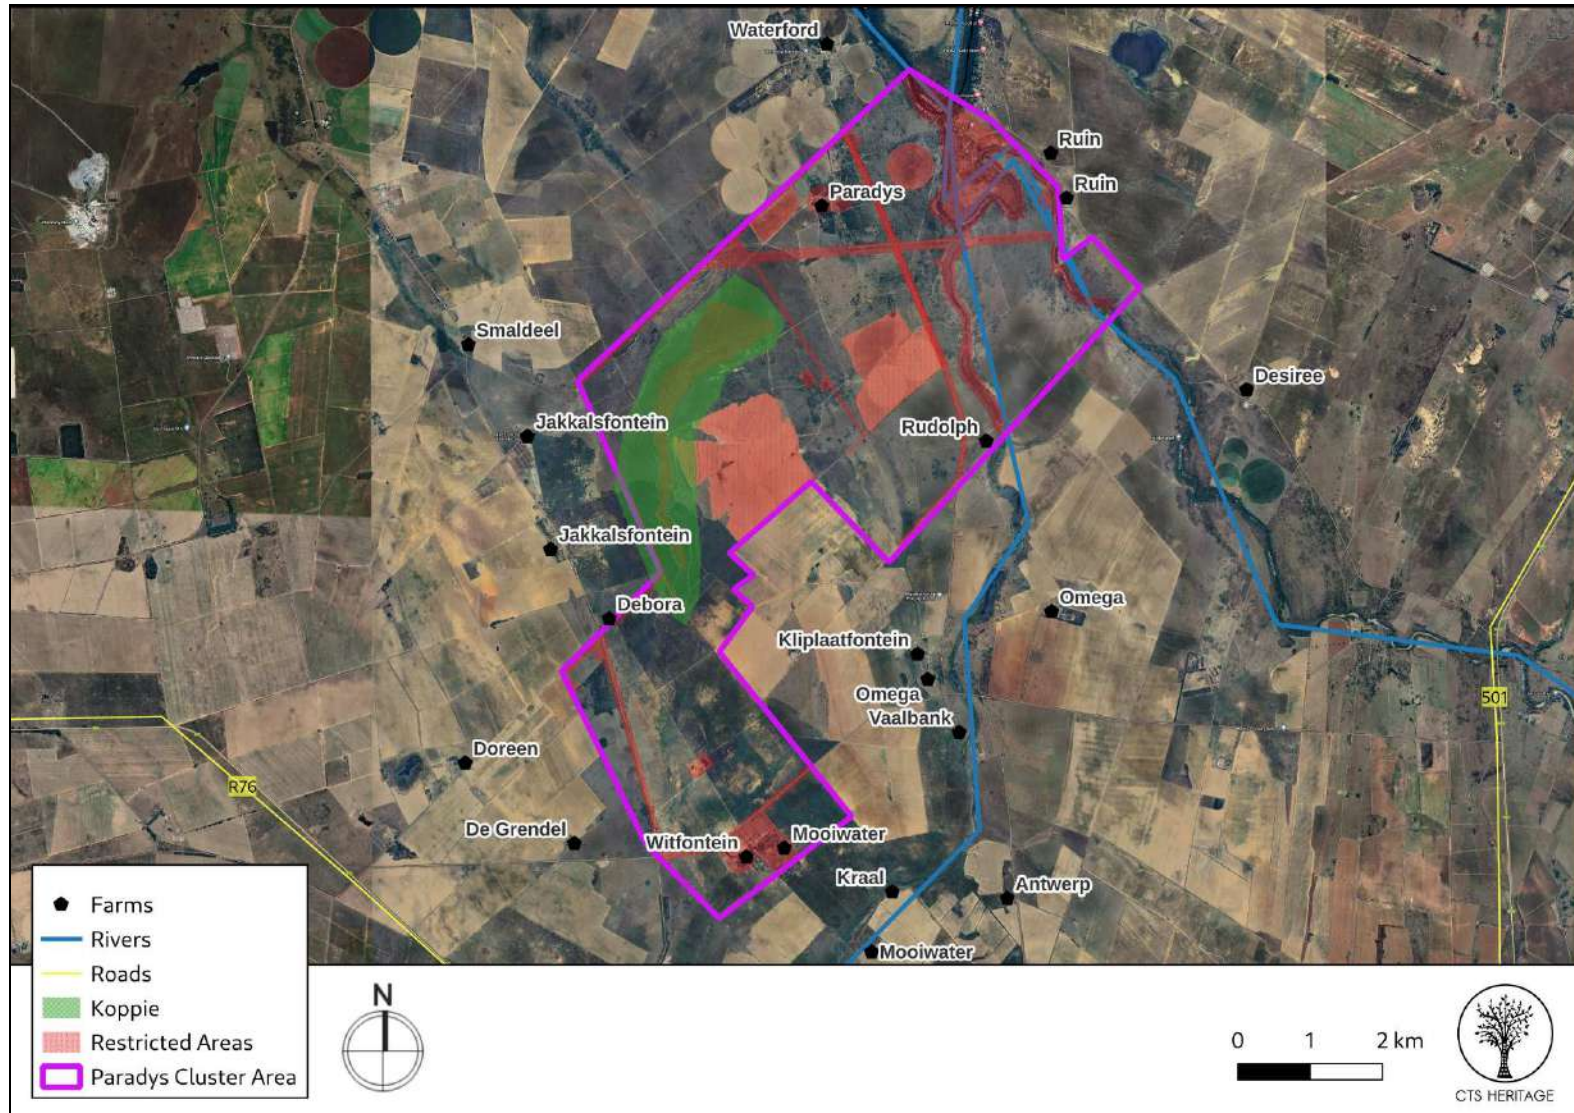 Waterford
Ruin
Ruin
Paradys
Smaldeel
Desiree
Jakkalsfontein
Rudolph
Jakkalsfontein
Debora
Omega
Kliplaatfontein
Omega
Vaalbank
501
Doreen
R76
De Grendel
Witfontein
Mooiwater
Kraal
Antwerp
Mooiwater
Farms
Rivers
Roads
Koppie
Restricted Areas
Paradys Cluster Area
N
0 1 2 km
CTS HERITAGE